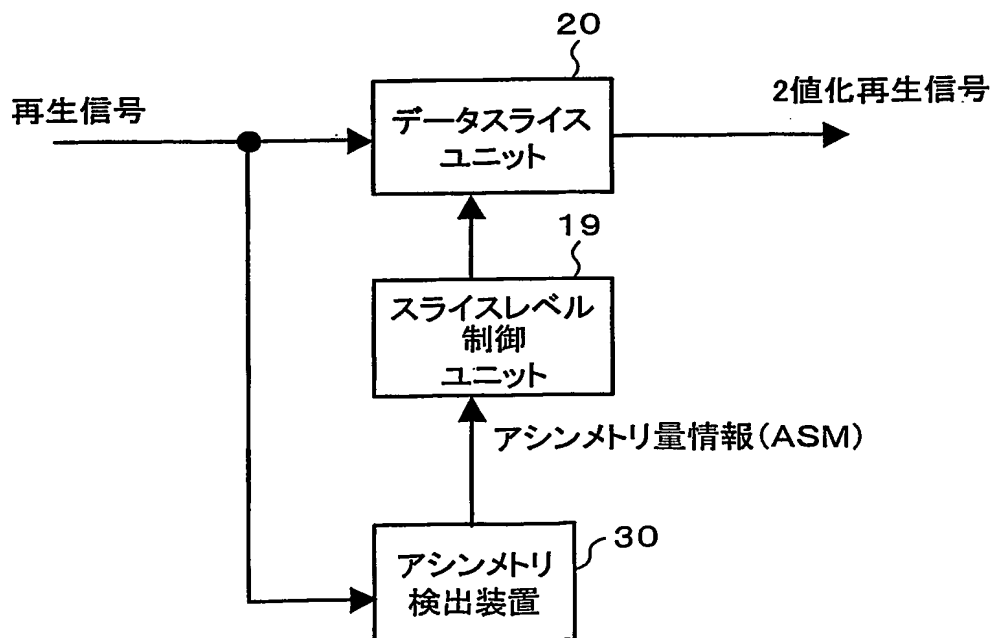 20
再生信号
データスライス
ユニット
2値化再生信号
19
スライスレベル
制御
ユニット
アシンメトリ量情報(ASM)
30
アシンメトリ
検出装置